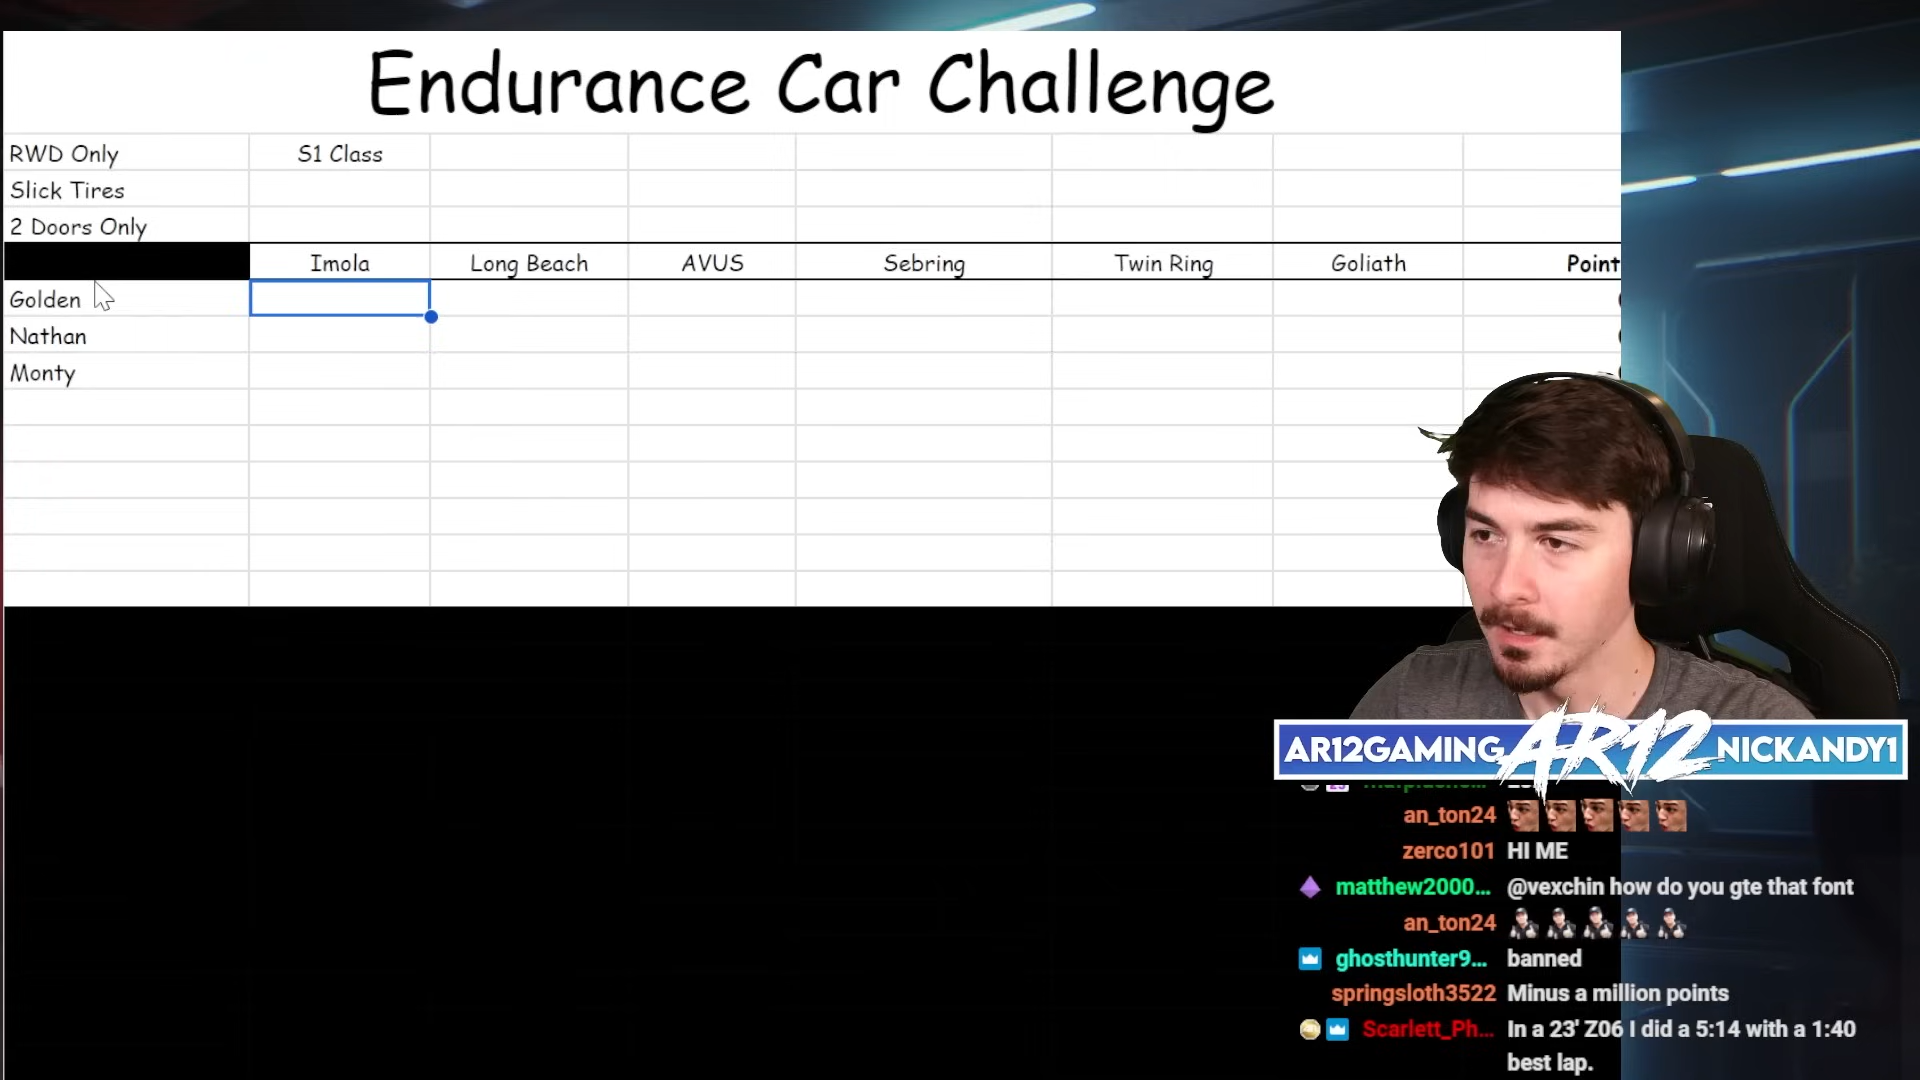 Endurance Car Challenge
RWD Only S1 Class
Slick Tires
2 Doors Only
Imola Long Beach AVUS Sebring Twin Ring Goliath Point
Golden
Nathan
Monty
AR12GAMING AR12 NICKANDY1
an_ton24
zerco101 HI ME
matthew2000... @vexchin how do you gte that font
an_ton24
ghosthunter9... banned
springsloth3522 Minus a million points
Scarlett_Ph... In a 23' Z06 I did a 5:14 with a 1:40
best lap.